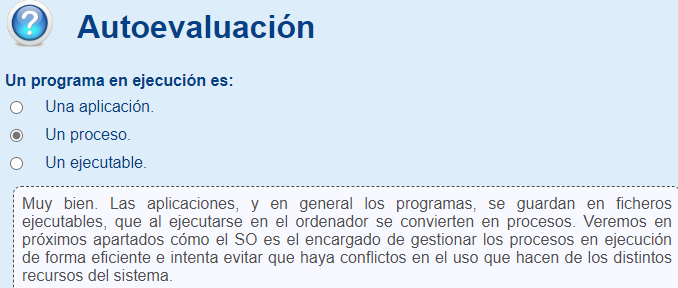 Autoevaluación
Un programa en ejecución es:
Una aplicación.
Un proceso.
Un ejecutable.
Muy bien. Las aplicaciones, y en general los programas, se guardan en ficheros
ejecutables, que al ejecutarse en el ordenador se convierten en procesos. Veremos en
próximos apartados cómo el SO es el encargado de gestionar los procesos en ejecución
de forma eficiente e intenta evitar que haya conflictos en el uso que hacen de los distintos
recursos del sistema.